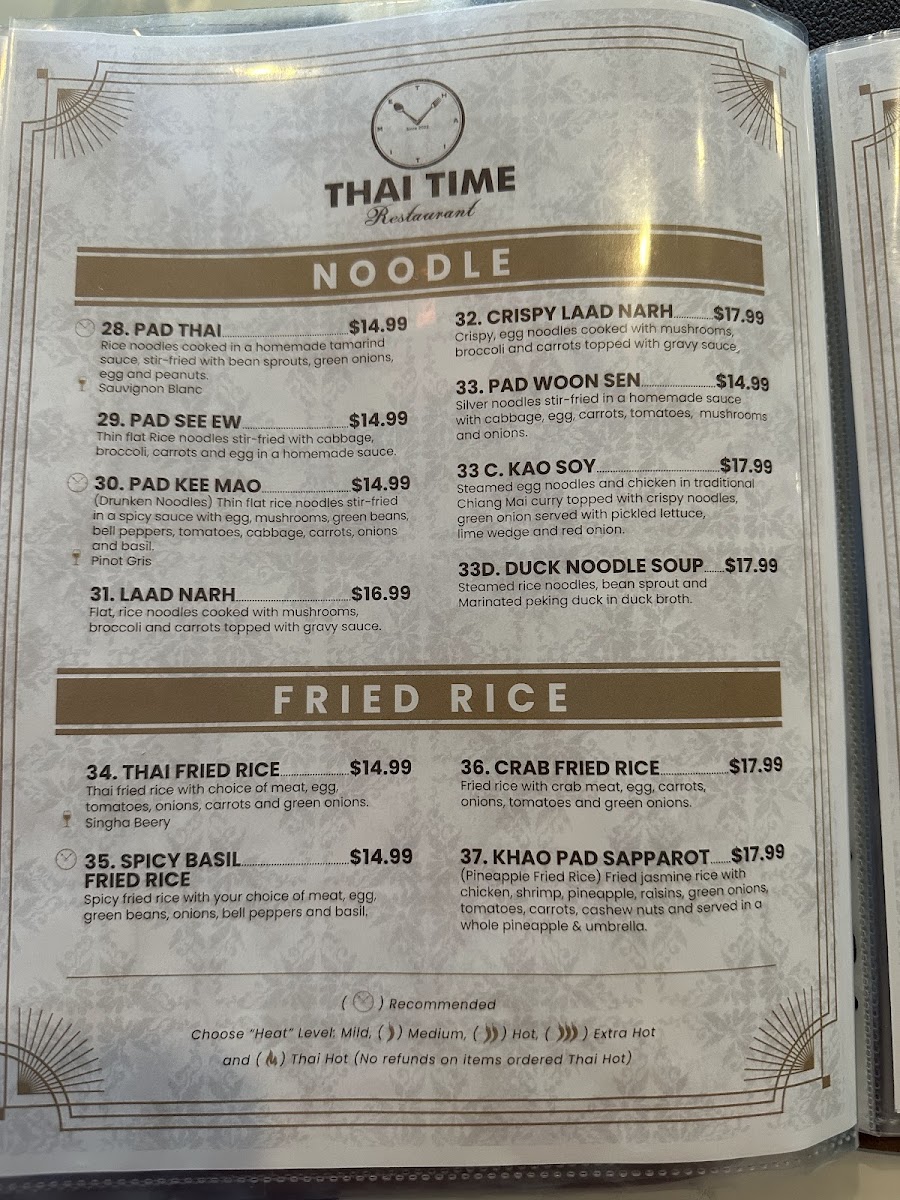 THAI TIME
Restaurant
NOODLE
28. PAD THAI $14.99
Rice noodles cooked in a homemade tamarind
sauce, stir-fried with bean sprouts, green onions,
egg and peanuts.
Sauvignon Blanc
29. PAD SEE EW $14.99
Thin flat Rice noodles stir-fried with cabbage,
broccoli, carrots and egg in a homemade sauce.
30. PAD KEE MAO $14.99
(Drunken Noodles) Thin flat rice noodles stir-fried
in a spicy sauce with egg, mushrooms, green beans,
bell peppers, tomatoes, cabbage, carrots, onions
and basil.
Pinot Gris
31. LAAD NARH $16.99
Flat, rice noodles cooked with mushrooms,
broccoli and carrots topped with gravy sauce.
32. CRISPY LAAD NARH $17.99
Crispy, egg noodles cooked with mushrooms,
broccoli and carrots topped with gravy sauce,
33. PAD WOON SEN $14.99
Silver noodles stir-fried in a homemade sauce
with cabbage, egg, carrots, tomatoes, mushrooms
and onions.
33 C. KAO SOY $17.99
Steamed egg noodles and chicken in traditional
Chiang Mai curry topped with crispy noodles,
green onion served with pickled lettuce,
lime wedge and red onion.
33D. DUCK NOODLE SOUP $17.99
Steamed rice noodles, bean sprout and
Marinated peking duck in duck broth.
FRIED RICE
34. THAI FRIED RICE $14.99
Thai fried rice with choice of meat, egg,
tomatoes, onions, carrots and green onions.
Singha Beery
35. SPICY BASIL $14.99
FRIED RICE
Spicy fried rice with your choice of meat, egg,
green beans, onions, bell peppers and basil.
36. CRAB FRIED RICE $17.99
Fried rice with crab meat, egg, carrots,
onions, tomatoes and green onions.
37. KHAO PAD SAPPAROT $17.99
(Pineapple Fried Rice) Fried jasmine rice with
chicken, shrimp, pineapple, raisins, green onions,
tomatoes, carrots, cashew nuts and served in a
whole pineapple & umbrella.
( ) Recommended
Choose "Heat" Level: Mild, ( ) Medium, ( ) Hot, ( ) Extra Hot
and ( ) Thai Hot (No refunds on items ordered Thai Hot)